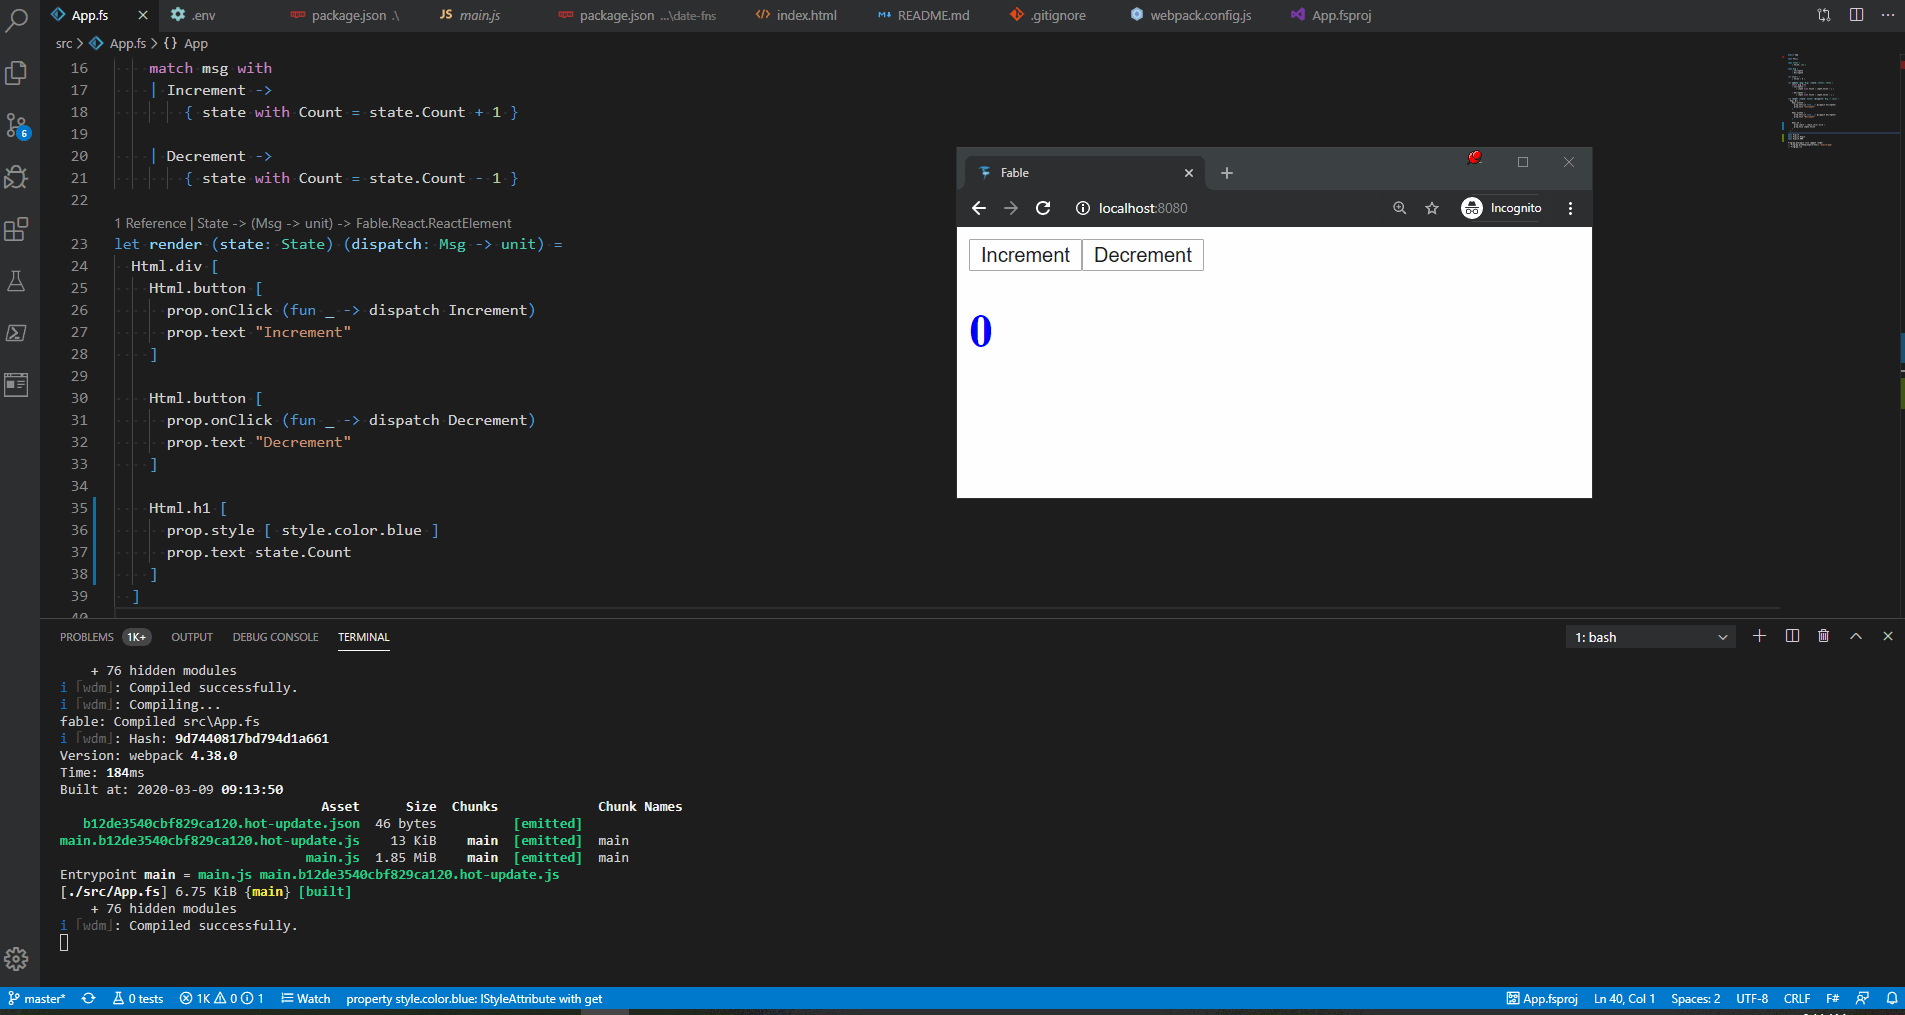 App.fs
.env
package.json .\
main.js
package.json ...\date-fns
index.html
README.md
.gitignore
webpack.config.js
App.fsproj
src > App.fs > {} App
16 match msg with
17 | Increment ->
18 { state with Count = state.Count + 1 }
19
20 | Decrement ->
21 { state with Count = state.Count - 1 }
22
1 Reference | State -> (Msg -> unit) -> Fable.React.ReactElement
23 let render (state: State) (dispatch: Msg -> unit) =
24 Html.div [
25 Html.button [
26 prop.onClick (fun _ -> dispatch Increment)
27 prop.text "Increment"
28 ]
29
30 Html.button [
31 prop.onClick (fun _ -> dispatch Decrement)
32 prop.text "Decrement"
33 ]
34
35 Html.h1 [
36 prop.style [ style.color.blue ]
37 prop.text state.Count
38 ]
39 ]
40
Fable
localhost:8080
Incognito
Increment Decrement
0
6
PROBLEMS 1K+ OUTPUT DEBUG CONSOLE TERMINAL
1: bash
+ 76 hidden modules
i ｢wdm｣: Compiled successfully.
i ｢wdm｣: Compiling...
fable: Compiled src\App.fs
i ｢wdm｣: Hash: 9d7440817bd794d1a661
Version: webpack 4.38.0
Time: 184ms
Built at: 2020-03-09 09:13:50
Asset Size Chunks Chunk Names
b12de3540cbf829ca120.hot-update.json 46 bytes [emitted]
main.b12de3540cbf829ca120.hot-update.js 13 KiB main [emitted] main
main.js 1.85 MiB main [emitted] main
Entrypoint main = main.js main.b12de3540cbf829ca120.hot-update.js
[./src/App.fs] 6.75 KiB {main} [built]
+ 76 hidden modules
i ｢wdm｣: Compiled successfully.
master* 0 tests 1K 0 1 Watch property style.color.blue: IStyleAttribute with get
App.fsproj Ln 40, Col 1 Spaces: 2 UTF-8 CRLF F#